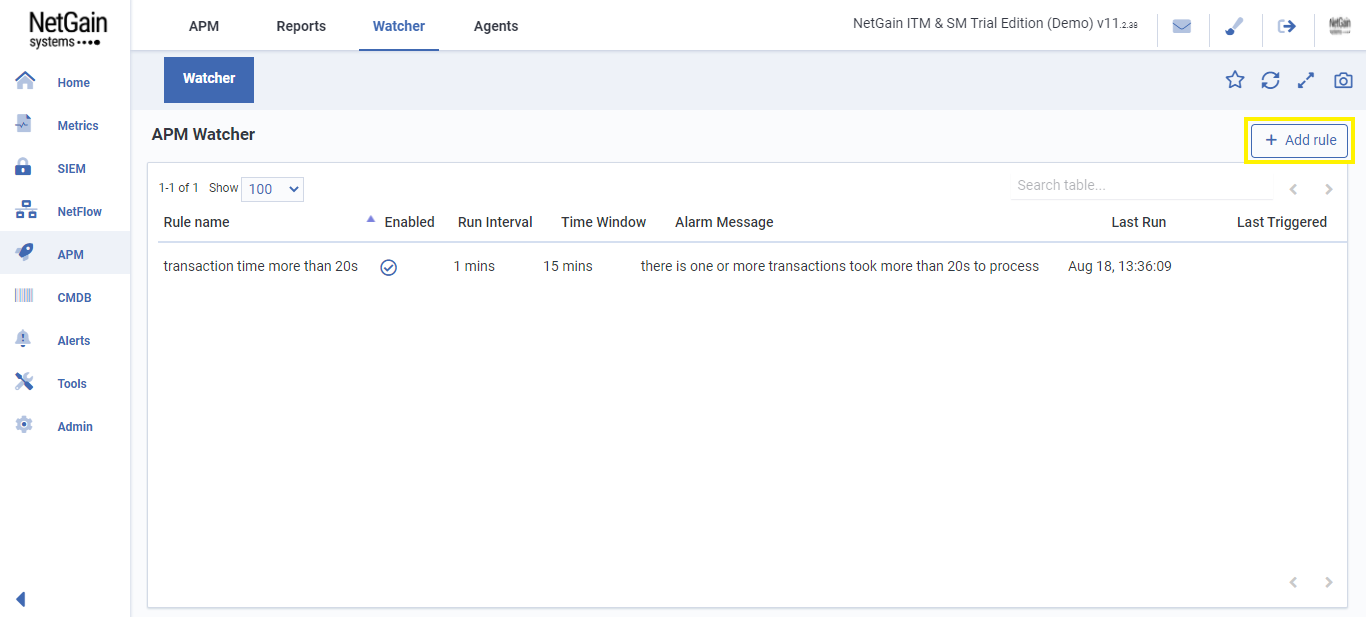 NetGain
systems
APM Reports Watcher Agents
NetGain ITM & SM Trial Edition (Demo) v11.2.38
NetGain
Home
Metrics
SIEM
NetFlow
APM
CMDB
Alerts
Tools
Admin
Watcher
APM Watcher
+ Add rule
1-1 of 1 Show 100
Search table...
Rule name Enabled Run Interval Time Window Alarm Message Last Run Last Triggered
transaction time more than 20s 1 mins 15 mins there is one or more transactions took more than 20s to process Aug 18, 13:36:09